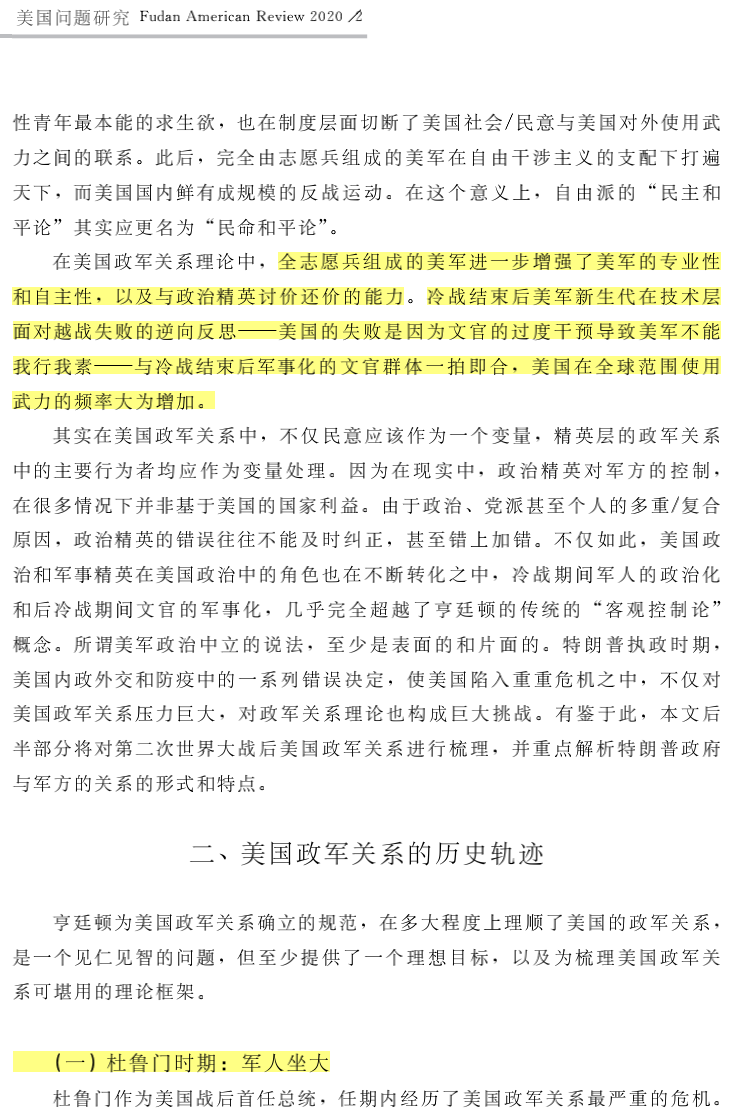 美国问题研究 Fudan American Review 2020 /2
性青年最本能的求生欲，也在制度层面切断了美国社会/民意与美国对外使用武
力之间的联系。此后，完全由志愿兵组成的美军在自由干涉主义的支配下打遍
天下，而美国国内鲜有成规模的反战运动。在这个意义上，自由派的“民主和
平论”其实应更名为“民命和平论”。
在美国政军关系理论中，全志愿兵组成的美军进一步增强了美军的专业性
和自主性，以及与政治精英讨价还价的能力。冷战结束后美军新生代在技术层
面对越战失败的逆向反思——美国的失败是因为文官的过度干预导致美军不能
我行我素——与冷战结束后军事化的文官群体一拍即合，美国在全球范围使用
武力的频率大为增加。
其实在美国政军关系中，不仅民意应该作为一个变量，精英层的政军关系
中的主要行为者均应作为变量处理。因为在现实中，政治精英对军方的控制，
在很多情况下并非基于美国的国家利益。由于政治、党派甚至个人的多重/复合
原因，政治精英的错误往往不能及时纠正，甚至错上加错。不仅如此，美国政
治和军事精英在美国政治中的角色也在不断转化之中，冷战期间军人的政治化
和后冷战期间文官的军事化，几乎完全超越了亨廷顿的传统的“客观控制论”
概念。所谓美军政治中立的说法，至少是表面的和片面的。特朗普执政时期，
美国内政外交和防疫中的一系列错误决定，使美国陷入重重危机之中，不仅对
美国政军关系压力巨大，对政军关系理论也构成巨大挑战。有鉴于此，本文后
半部分将对第二次世界大战后美国政军关系进行梳理，并重点解析特朗普政府
与军方的关系的形式和特点。
二、美国政军关系的历史轨迹
亨廷顿为美国政军关系确立的规范，在多大程度上理顺了美国的政军关系，
是一个见仁见智的问题，但至少提供了一个理想目标，以及为梳理美国政军关
系可堪用的理论框架。
（一）杜鲁门时期：军人坐大
杜鲁门作为美国战后首任总统，任期内经历了美国政军关系最严重的危机。